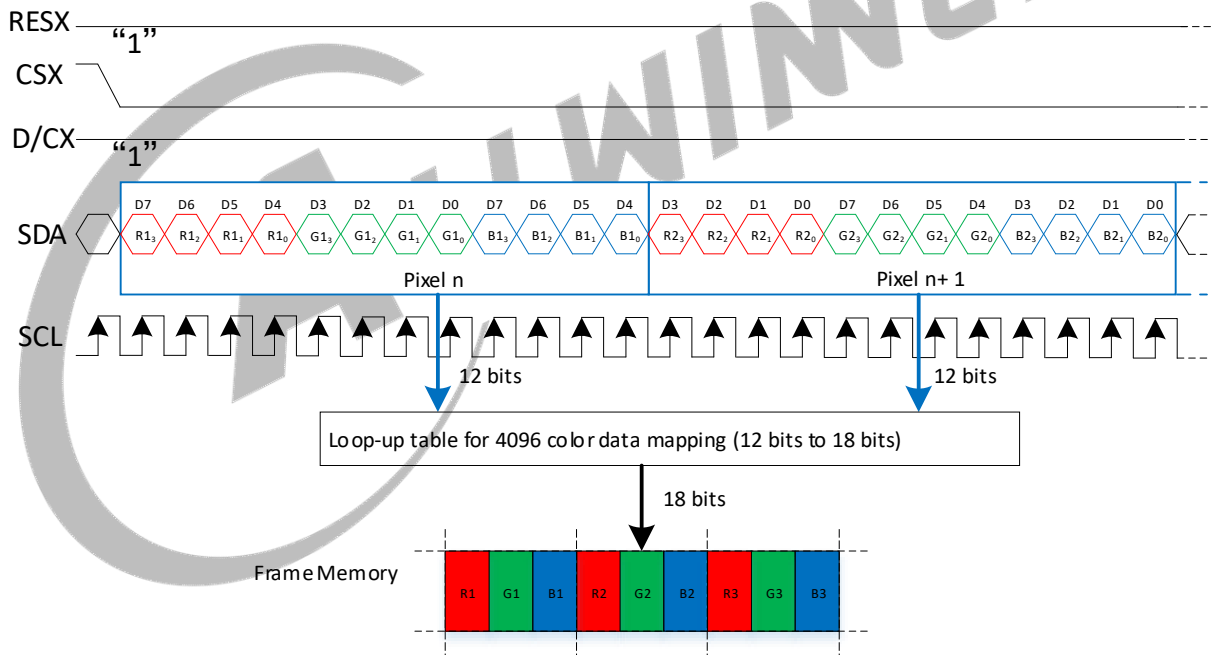 RESX
“1”
CSX
D/CX
“1”
D7 D6 D5 D4 D3 D2 D1 D0 D7 D6 D5 D4 D3 D2 D1 D0 D7 D6 D5 D4 D3 D2 D1 D0
SDA R1₃ R1₂ R1₁ R1₀ G1₃ G1₂ G1₁ G1₀ B1₃ B1₂ B1₁ B1₀ R2₃ R2₂ R2₁ R2₀ G2₃ G2₂ G2₁ G2₀ B2₃ B2₂ B2₁ B2₀
Pixel n Pixel n+ 1
SCL
12 bits 12 bits
Loop-up table for 4096 color data mapping (12 bits to 18 bits)
18 bits
Frame Memory
R1 G1 B1 R2 G2 B2 R3 G3 B3